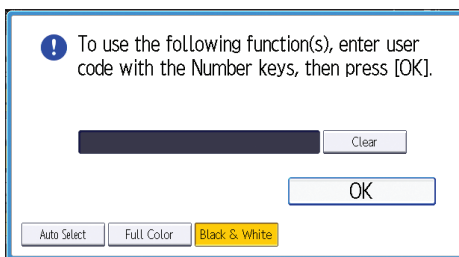 To use the following function(s), enter user
code with the Number keys, then press [OK].
Clear
OK
Auto Select Full Color Black & White